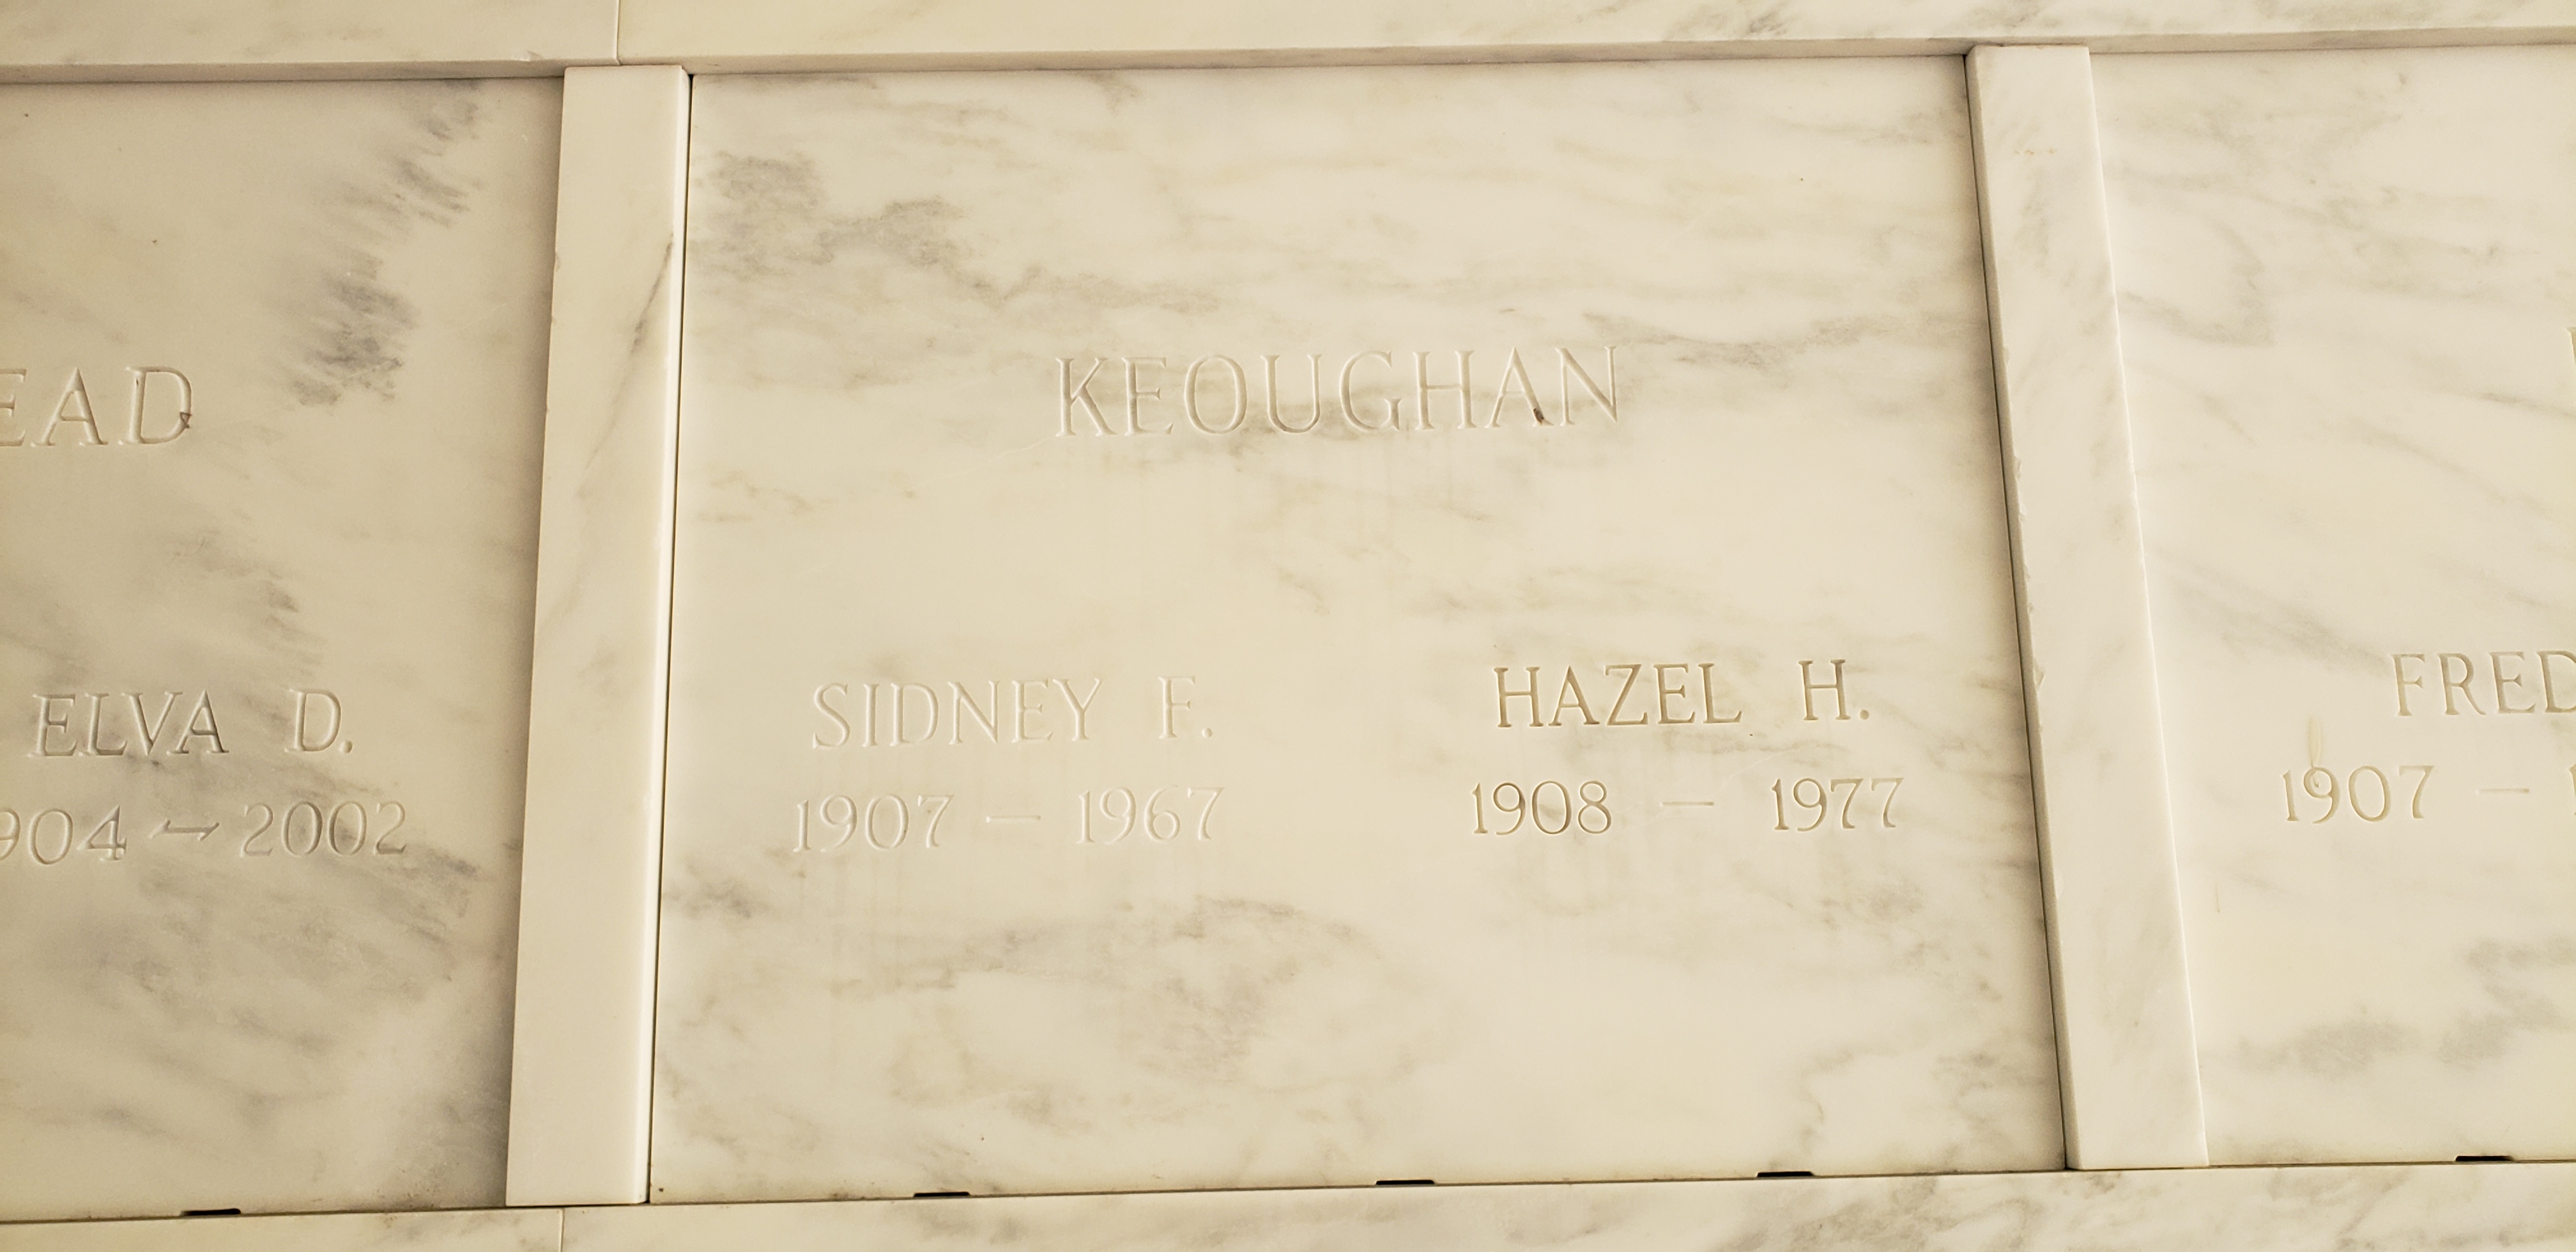 KEOUGHAN
SIDNEY F. HAZEL H.
1907 — 1967 1908 — 1977
EAD
ELVA D.
904 – 2002
FRED
1907 –